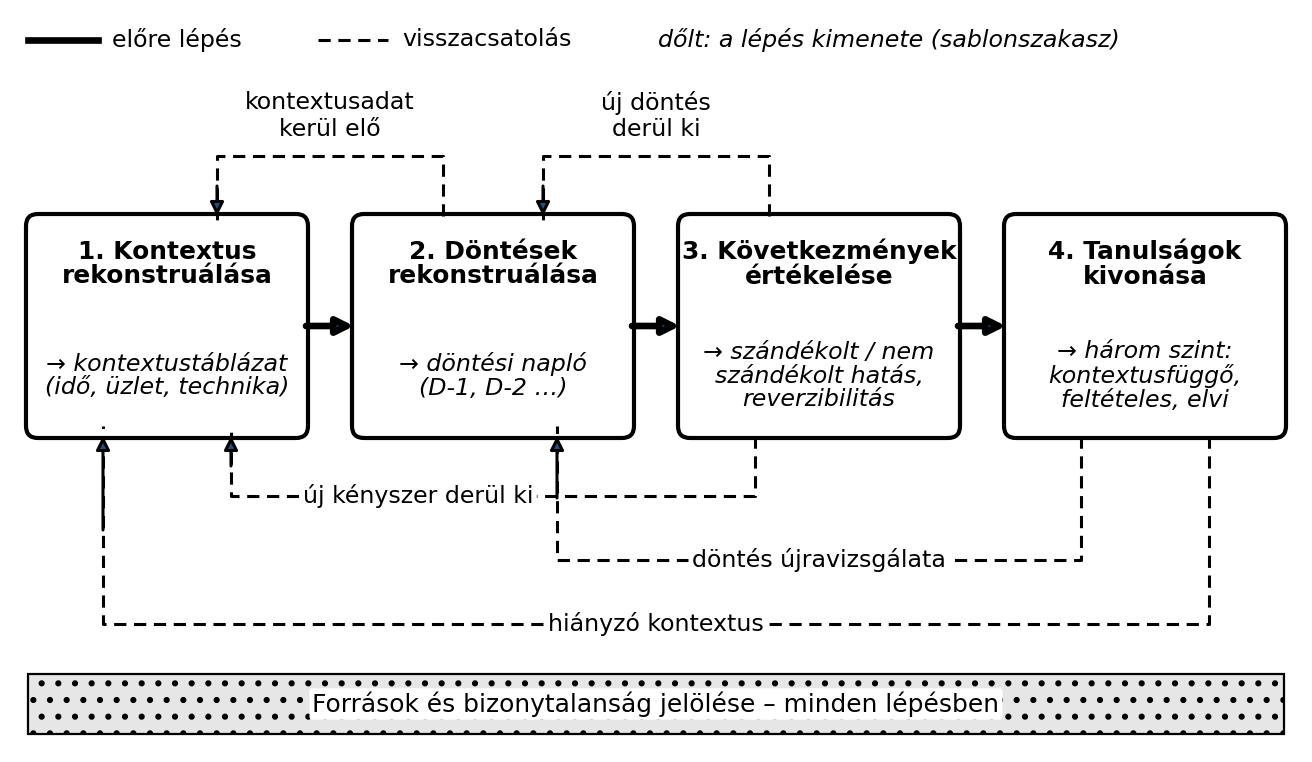 előre lépés
visszacsatolás
dőlt: a lépés kimenete (sablonszakasz)
kontextusadat
kerül elő
új döntés
derül ki
1. Kontextus
rekonstruálása
→ kontextustáblázat
(idő, üzlet, technika)
2. Döntések
rekonstruálása
→ döntési napló
(D-1, D-2 …)
3. Következmények
értékelése
→ szándékolt / nem
szándékolt hatás,
reverzibilitás
4. Tanulságok
kivonása
→ három szint:
kontextusfüggő,
feltételes, elvi
új kényszer derül ki
döntés újravizsgálata
hiányzó kontextus
Források és bizonytalanság jelölése – minden lépésben